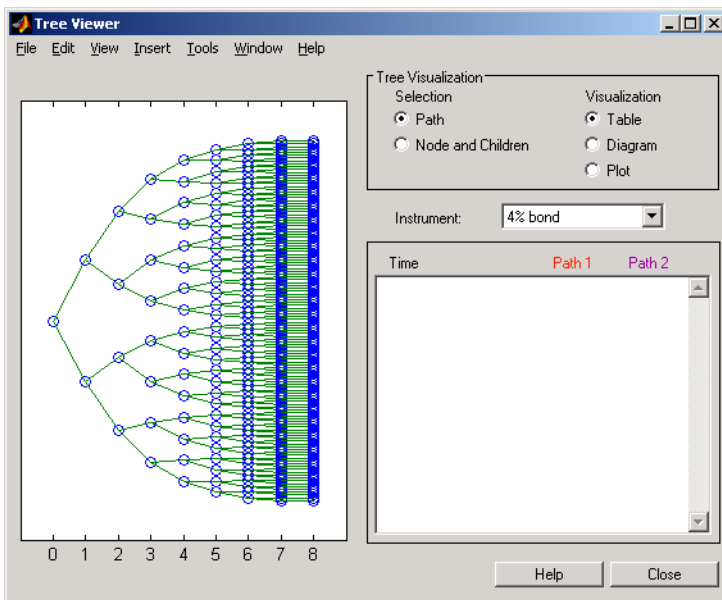 Tree Viewer
File Edit View Insert Tools Window Help
Tree Visualization
Selection
Visualization
Path
Table
Node and Children
Diagram
Plot
Instrument:
4% bond
Time
Path 1
Path 2
0 1 2 3 4 5 6 7 8
Help
Close